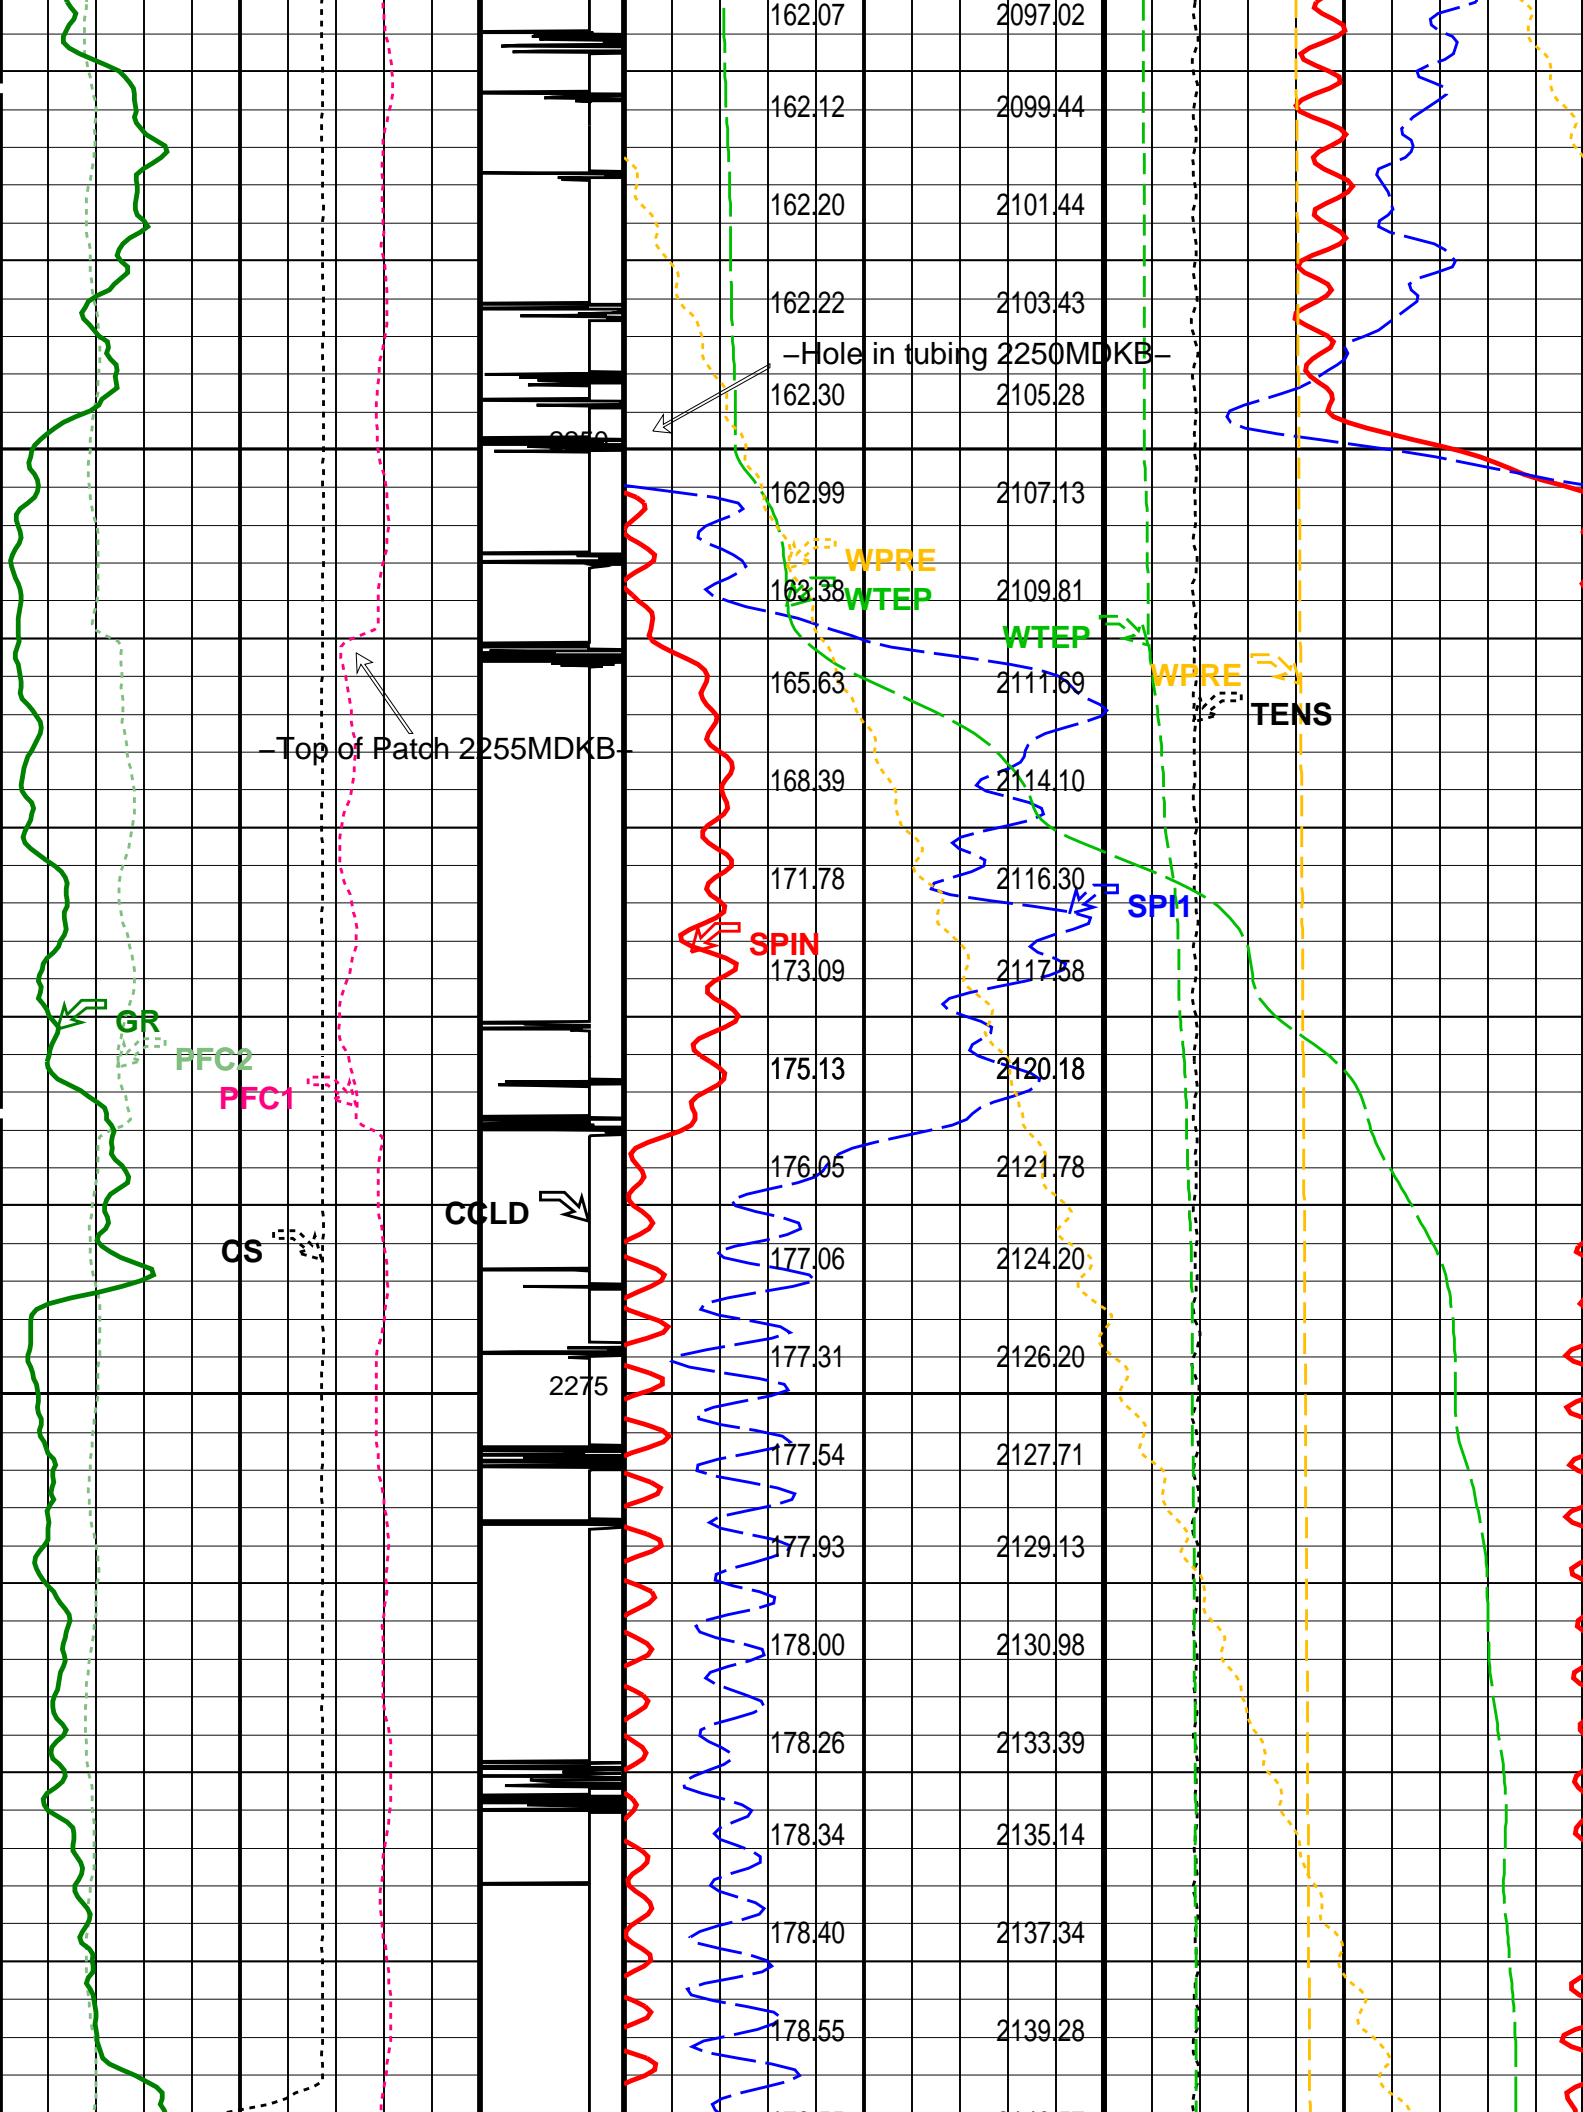 162.07 2097.02
162.12 2099.44
162.20 2101.44
162.22 2103.43
–Hole in tubing 2250MDKB–
162.30 2105.28
2250
162.99 2107.13
WPRE
163.38 WTEP 2109.81
WTEP
165.63 2111.69 WPRE
TENS
–Top of Patch 2255MDKB–
168.39 2114.10
171.78 2116.30
SPI1
SPIN
173.09 2117.58
GR
PFC2
175.13 2120.18
PFC1
176.05 2121.78
CCLD
CS
177.06 2124.20
177.31 2126.20
2275
177.54 2127.71
177.93 2129.13
178.00 2130.98
178.26 2133.39
178.34 2135.14
178.40 2137.34
178.55 2139.28